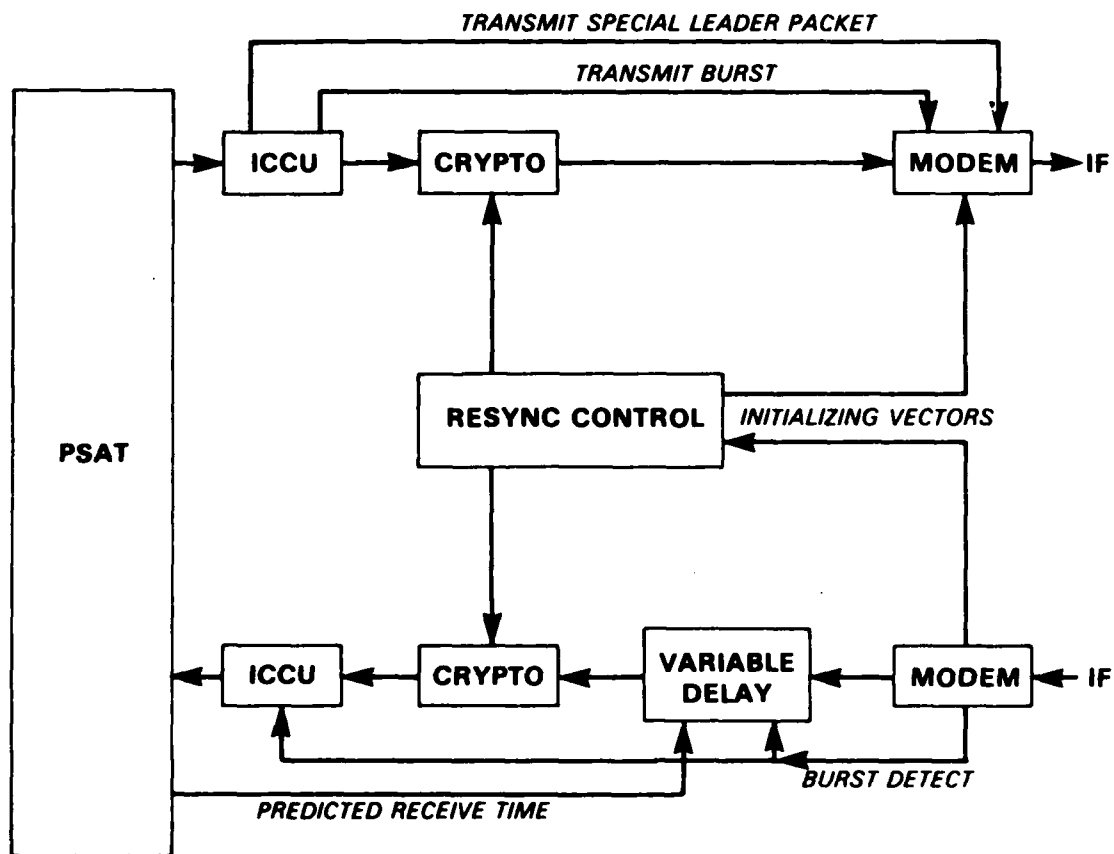 TRANSMIT SPECIAL LEADER PACKET
TRANSMIT BURST
ICCU
CRYPTO
MODEM
IF
PSAT
RESYNC CONTROL
INITIALIZING VECTORS
ICCU
CRYPTO
VARIABLE
DELAY
MODEM
IF
BURST DETECT
PREDICTED RECEIVE TIME